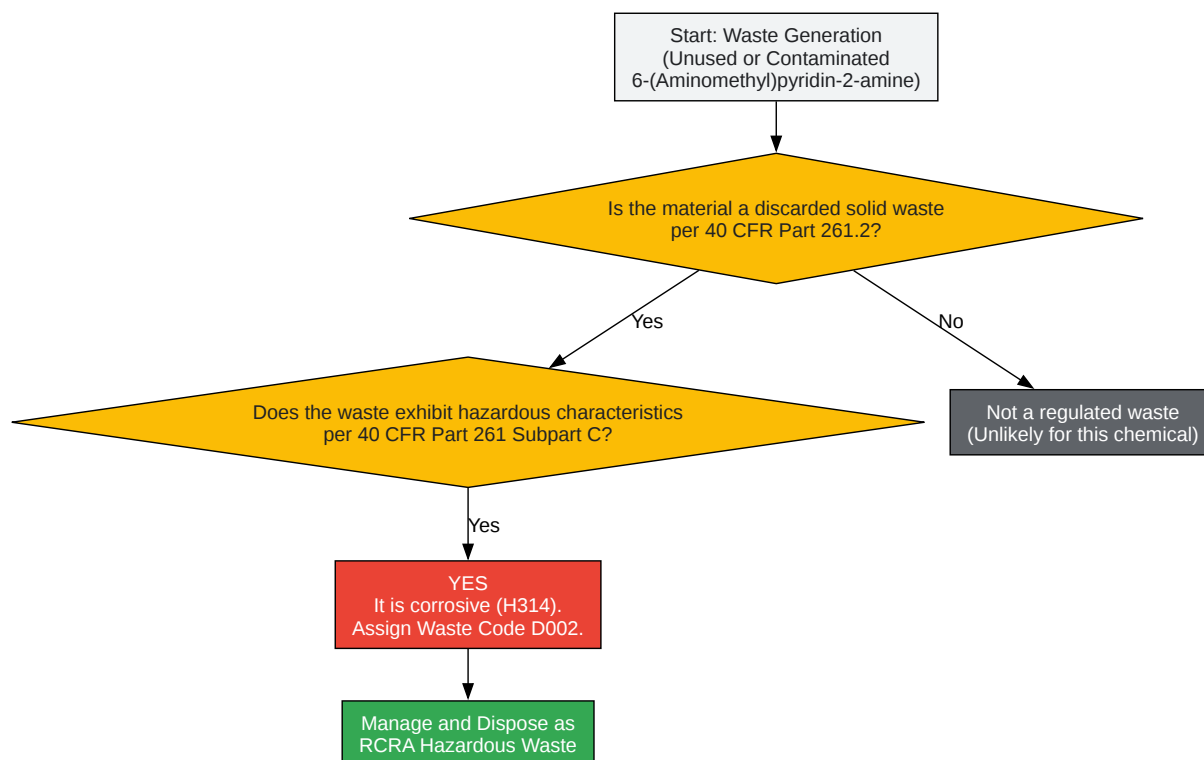 Start: Waste Generation
(Unused or Contaminated
6-(Aminomethyl)pyridin-2-amine)
Is the material a discarded solid waste
per 40 CFR Part 261.2?
Yes
No
Does the waste exhibit hazardous characteristics
per 40 CFR Part 261 Subpart C?
Not a regulated waste
(Unlikely for this chemical)
Yes
YES
It is corrosive (H314).
Assign Waste Code D002.
Manage and Dispose as
RCRA Hazardous Waste